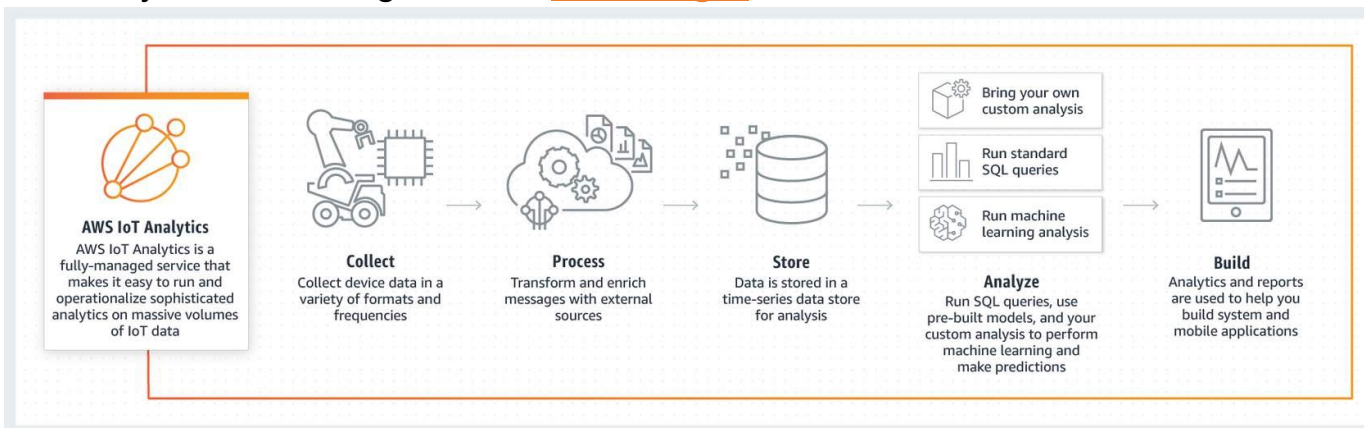 AWS IoT Analytics
AWS IoT Analytics is a
fully-managed service that
makes it easy to run and
operationalize sophisticated
analytics on massive volumes
of IoT data
Collect
Collect device data in a
variety of formats and
frequencies
Process
Transform and enrich
messages with external
sources
Store
Data is stored in a
time-series data store
for analysis
Bring your own
custom analysis
Run standard
SQL queries
Run machine
learning analysis
Analyze
Run SQL queries, use
pre-built models, and your
custom analysis to perform
machine learning and
make predictions
Build
Analytics and reports
are used to help you
build system and
mobile applications